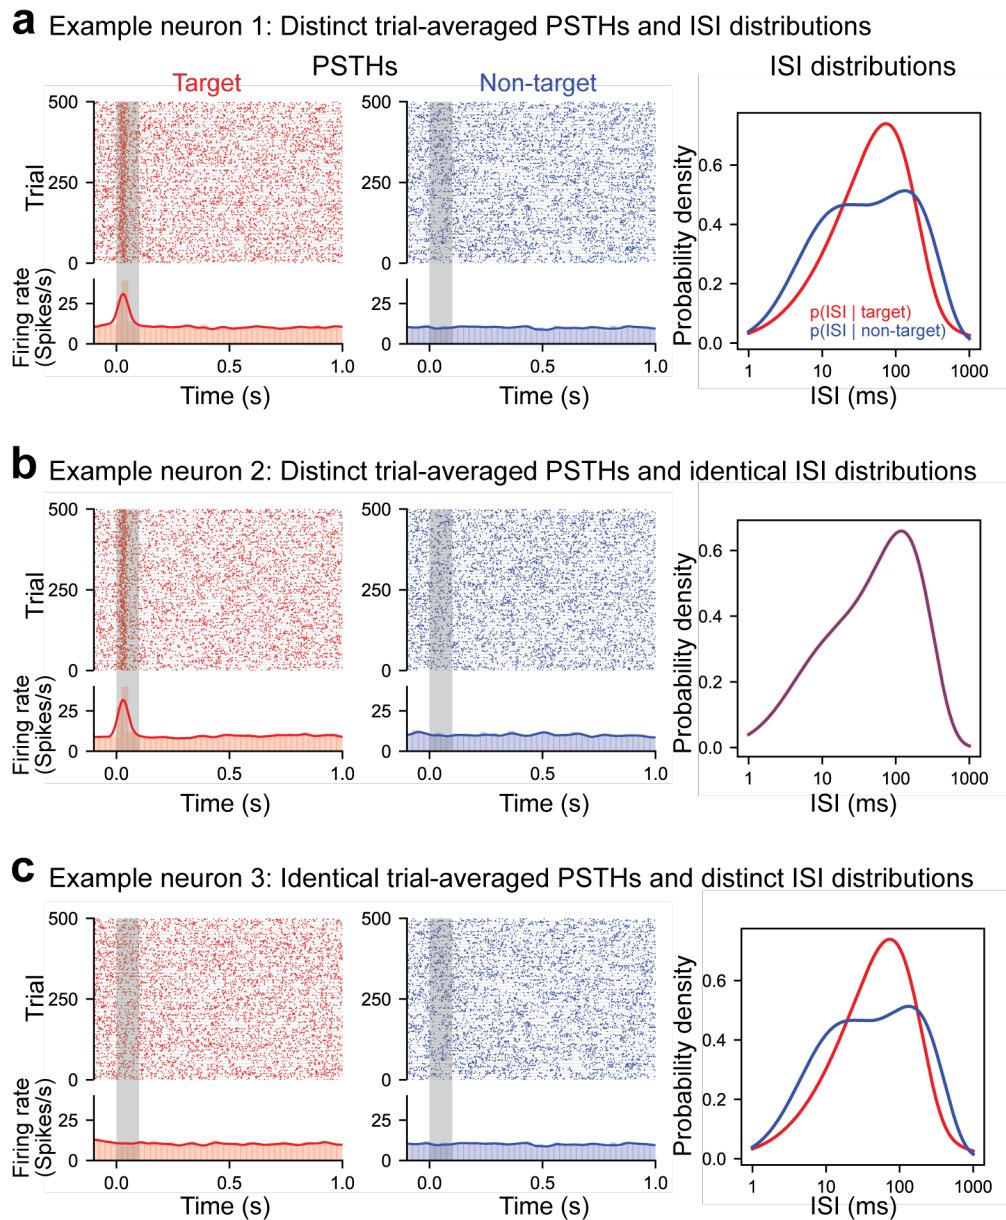 a Example neuron 1: Distinct trial-averaged PSTHs and ISI distributions
PSTHs
ISI distributions
Target
Non-target
500
250
0
Trial
25
0
Firing rate
(Spikes/s)
0.0 0.5 1.0
Time (s)
500
250
0
25
0
0.0 0.5 1.0
Time (s)
Probability density
0.6
0.4
0.2
0.0
p(ISI | target)
p(ISI | non-target)
1 10 100 1000
ISI (ms)
b Example neuron 2: Distinct trial-averaged PSTHs and identical ISI distributions
500
250
0
Trial
25
0
Firing rate
(Spikes/s)
0.0 0.5 1.0
Time (s)
500
250
0
25
0
0.0 0.5 1.0
Time (s)
Probability density
0.6
0.4
0.2
0.0
1 10 100 1000
ISI (ms)
c Example neuron 3: Identical trial-averaged PSTHs and distinct ISI distributions
500
250
0
Trial
25
0
Firing rate
(Spikes/s)
0.0 0.5 1.0
Time (s)
500
250
0
25
0
0.0 0.5 1.0
Time (s)
Probability density
0.6
0.4
0.2
0.0
1 10 100 1000
ISI (ms)